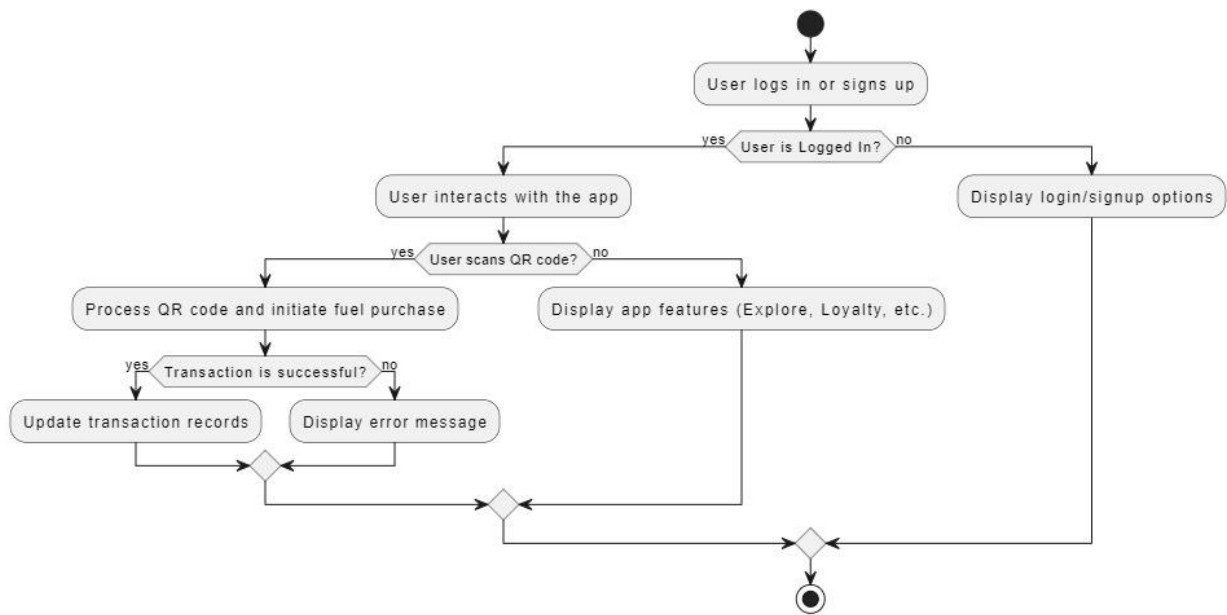 User logs in or signs up
yes
User is Logged In?
no
User interacts with the app
Display login/signup options
yes
User scans QR code?
no
Process QR code and initiate fuel purchase
Display app features (Explore, Loyalty, etc.)
yes
Transaction is successful?
no
Update transaction records
Display error message